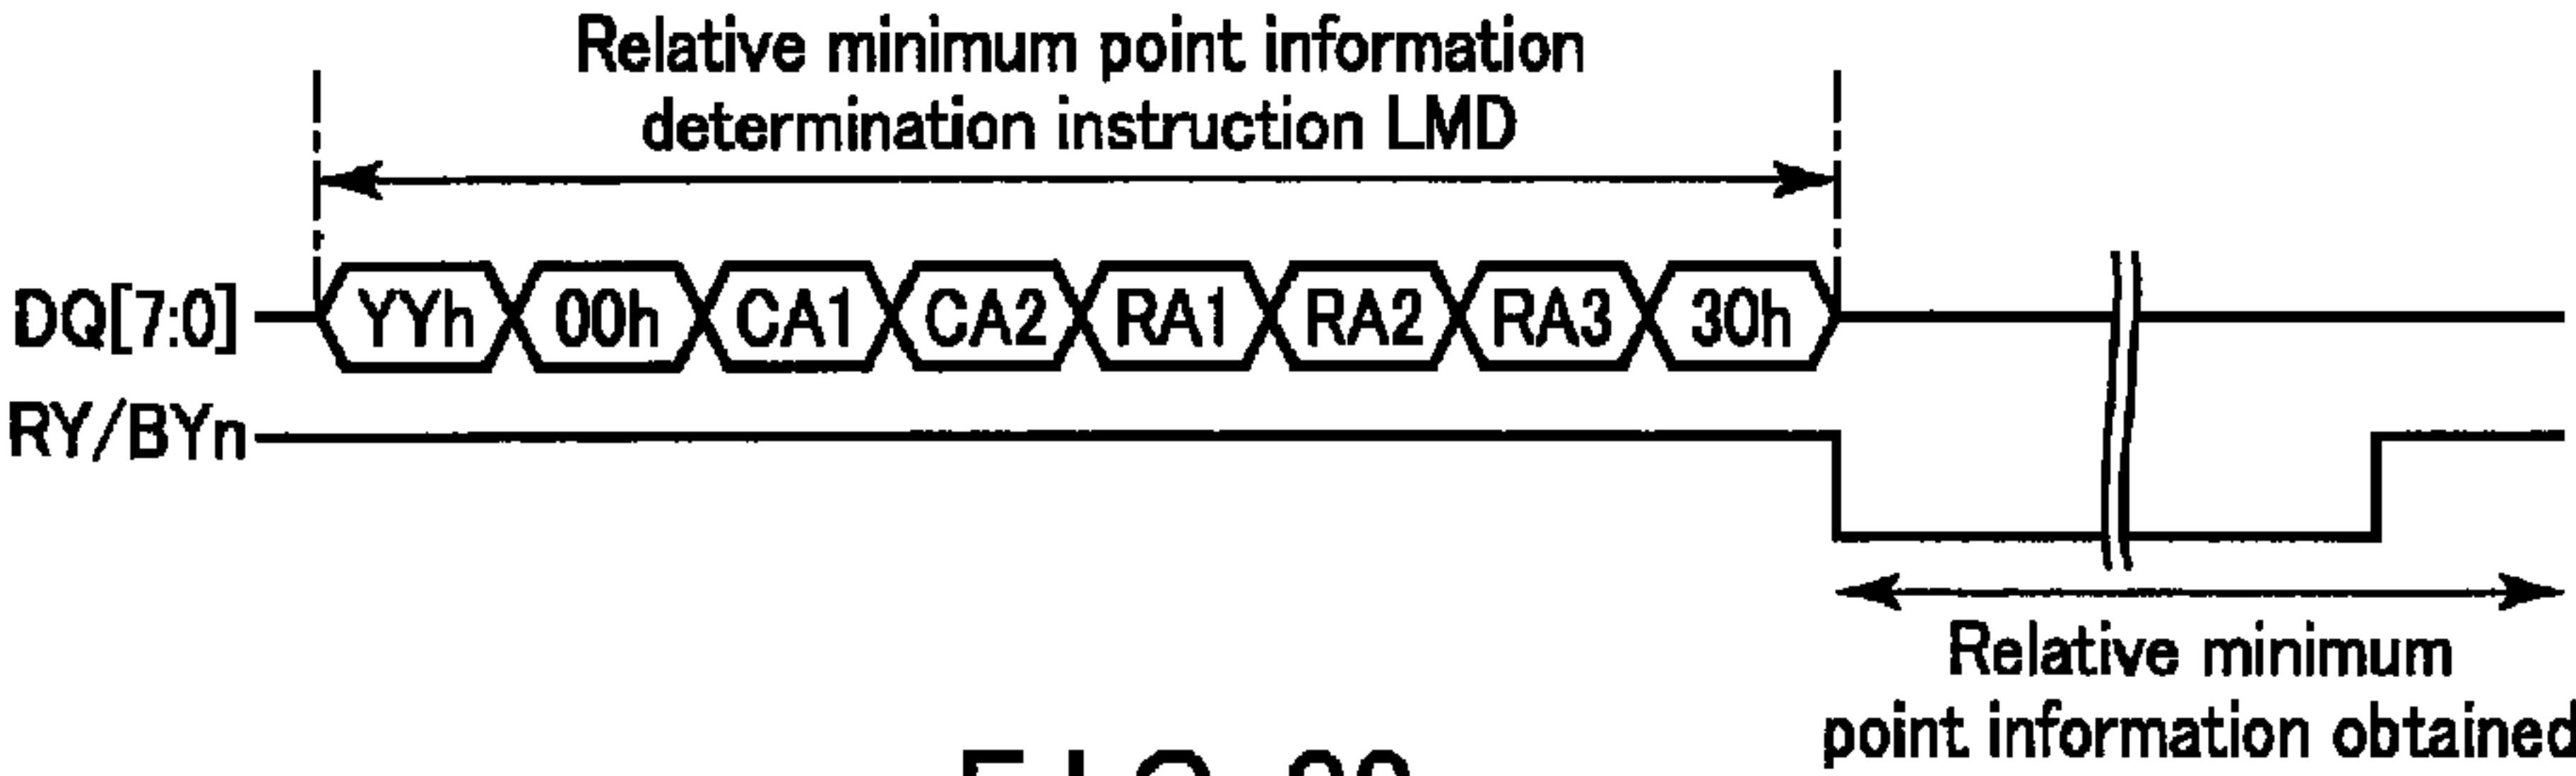 Relative minimum point information
determination instruction LMD
DQ[7:0] YYh 00h CA1 CA2 RA1 RA2 RA3 30h
RY/BYn
Relative minimum
point information obtained